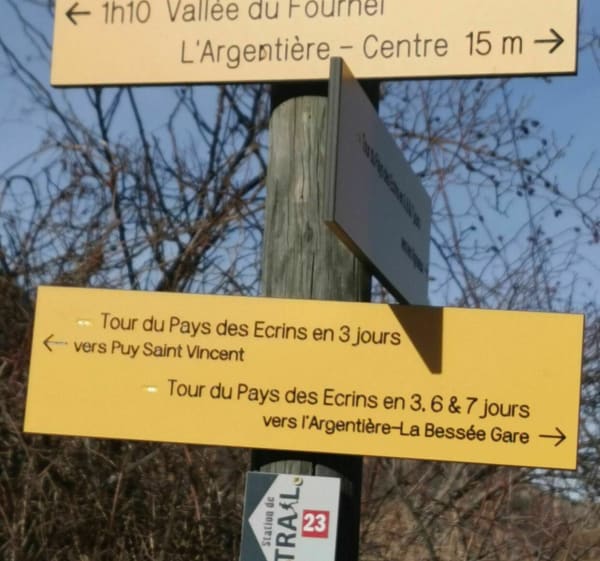 ← 1h10 Vallée du Fournel
L'Argentière - Centre 15 m →
Tour du Pays des Ecrins en 3 jours
← vers Puy Saint Vincent
Tour du Pays des Ecrins en 3, 6 & 7 jours
vers l'Argentière-La Bessée Gare →
Station de
TRAIL
23